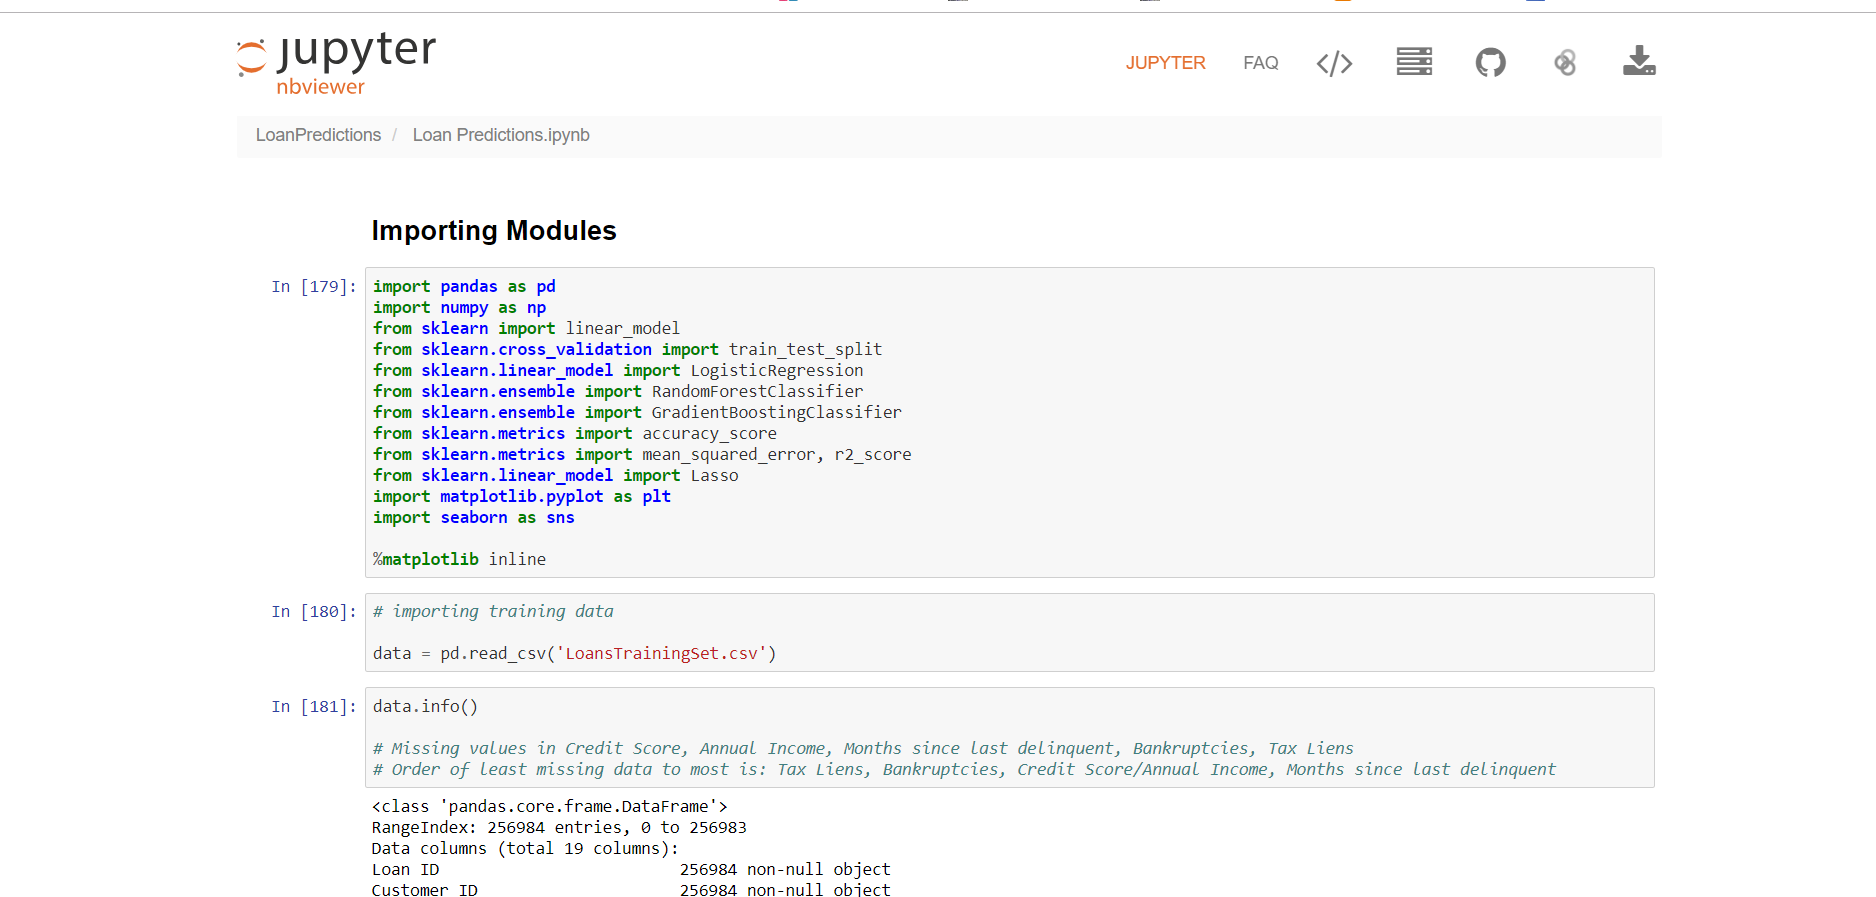 jupyter
nbviewer
JUPYTER FAQ </>
LoanPredictions / Loan Predictions.ipynb
Importing Modules
In [179]: import pandas as pd
import numpy as np
from sklearn import linear_model
from sklearn.cross_validation import train_test_split
from sklearn.linear_model import LogisticRegression
from sklearn.ensemble import RandomForestClassifier
from sklearn.ensemble import GradientBoostingClassifier
from sklearn.metrics import accuracy_score
from sklearn.metrics import mean_squared_error, r2_score
from sklearn.linear_model import Lasso
import matplotlib.pyplot as plt
import seaborn as sns
%matplotlib inline
In [180]: # importing training data
data = pd.read_csv('LoansTrainingSet.csv')
In [181]: data.info()
# Missing values in Credit Score, Annual Income, Months since last delinquent, Bankruptcies, Tax Liens
# Order of least missing data to most is: Tax Liens, Bankruptcies, Credit Score/Annual Income, Months since last delinquent
<class 'pandas.core.frame.DataFrame'>
RangeIndex: 256984 entries, 0 to 256983
Data columns (total 19 columns):
Loan ID 256984 non-null object
Customer ID 256984 non-null object